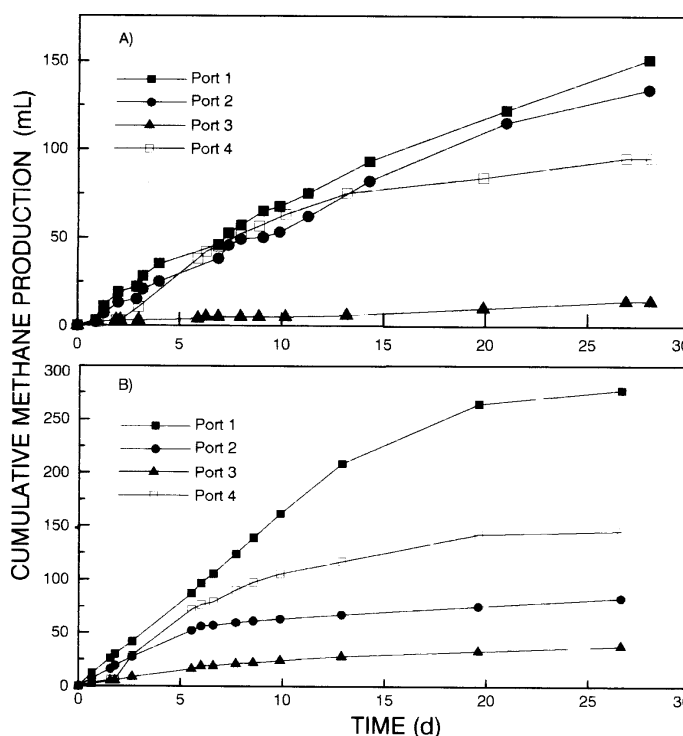 CUMULATIVE METHANE PRODUCTION (mL)
A)
Port 1
Port 2
Port 3
Port 4
150
100
50
0
0 5 10 15 20 25 30
B)
Port 1
Port 2
Port 3
Port 4
300
250
200
150
100
50
0
0 5 10 15 20 25 30
TIME (d)